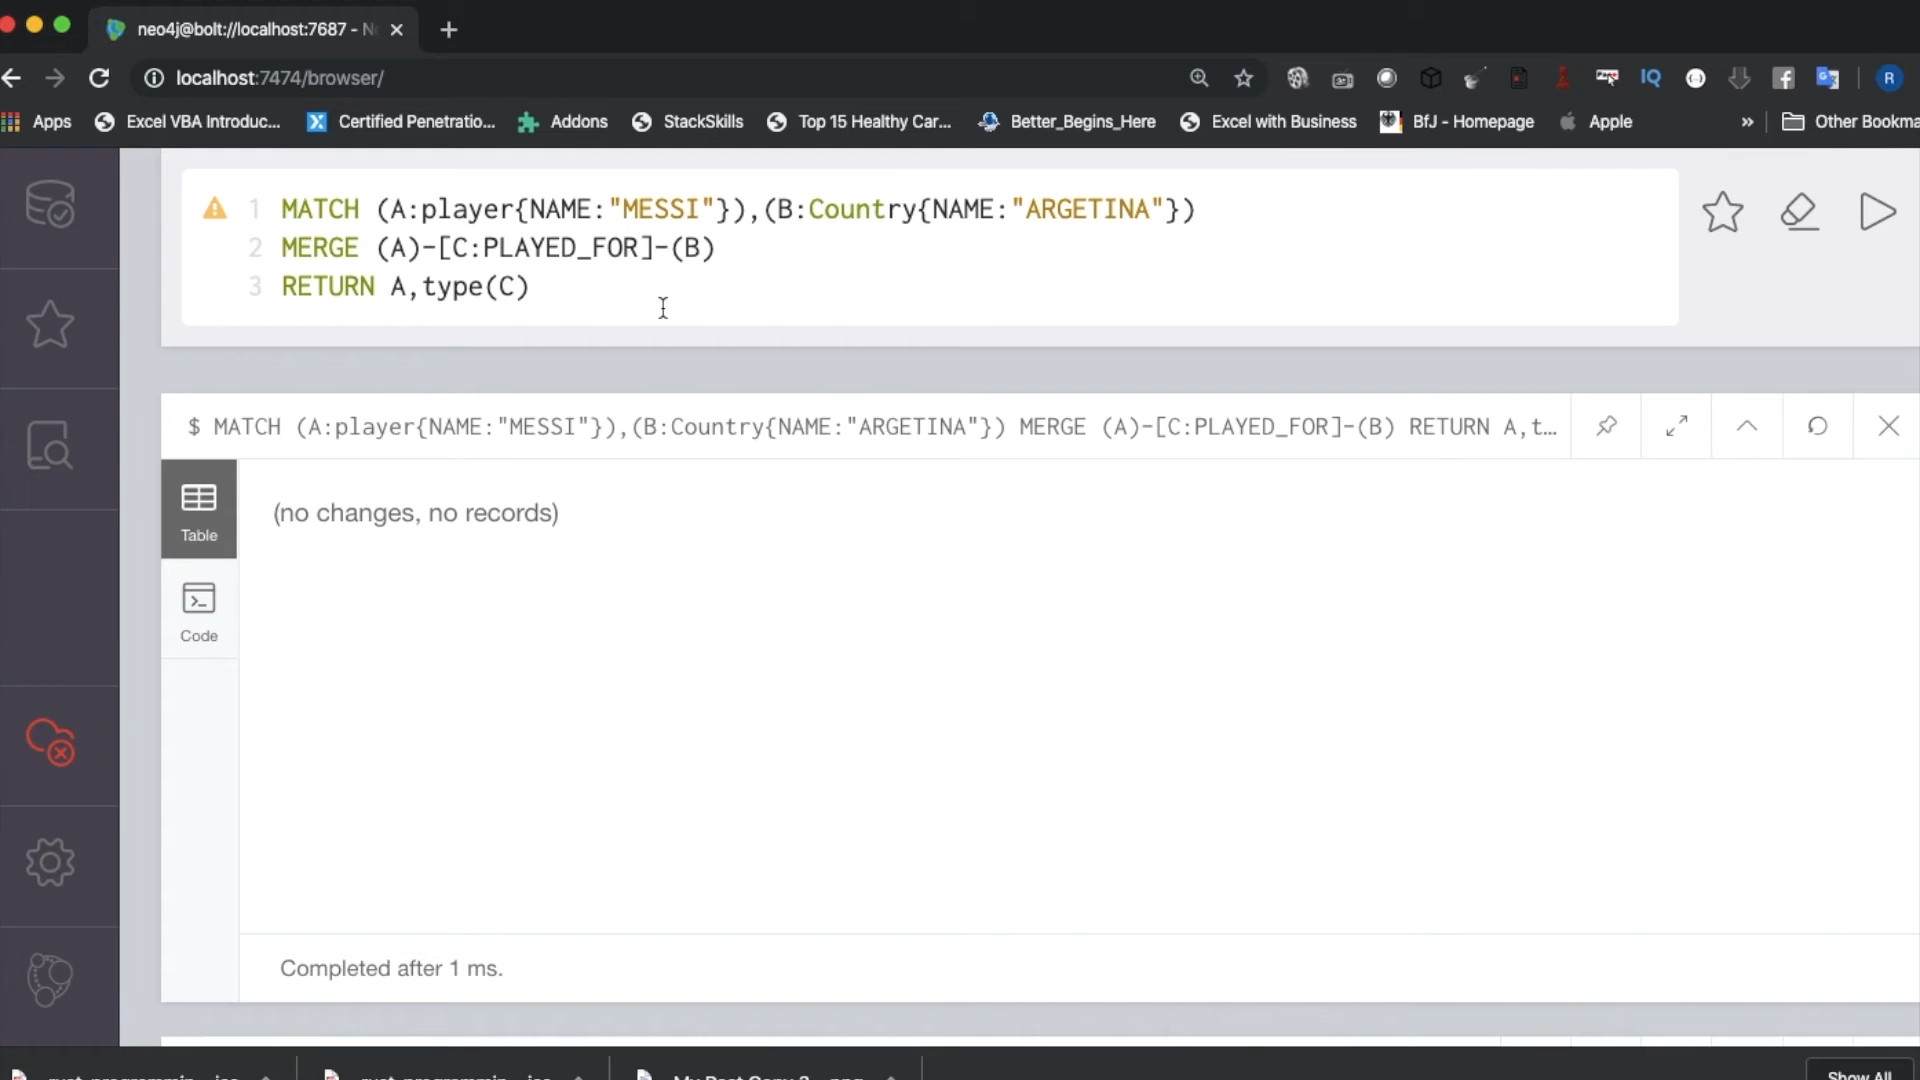 neo4j@bolt://localhost:7687 - N
localhost:7474/browser/
IQ
R
Apps
Excel VBA Introduc...
Certified Penetratio...
Addons
StackSkills
Top 15 Healthy Car...
Better_Begins_Here
Excel with Business
BfJ - Homepage
Apple
»
Other Bookma
1 MATCH (A:player{NAME:"MESSI"}),(B:Country{NAME:"ARGETINA"})
2 MERGE (A)-[C:PLAYED_FOR]-(B)
3 RETURN A,type(C)
$ MATCH (A:player{NAME:"MESSI"}),(B:Country{NAME:"ARGETINA"}) MERGE (A)-[C:PLAYED_FOR]-(B) RETURN A,t...
Table
(no changes, no records)
Code
Completed after 1 ms.
Show All